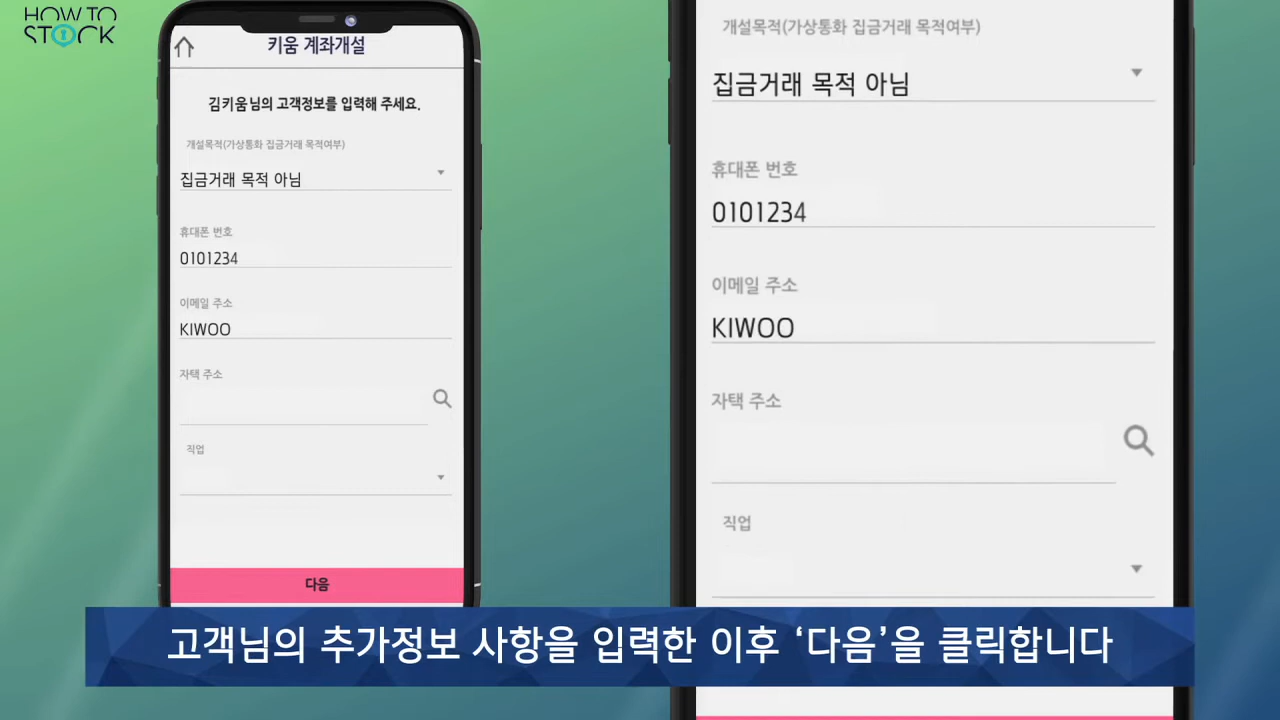 HOW TO
STOCK
키움 계좌개설
김키움님의 고객정보를 입력해 주세요.
개설목적(가상통화 집금거래 목적여부)
집금거래 목적 아님
휴대폰 번호
0101234
이메일 주소
KIWOO
자택 주소
직업
다음
개설목적(가상통화 집금거래 목적여부)
집금거래 목적 아님
휴대폰 번호
0101234
이메일 주소
KIWOO
자택 주소
직업
고객님의 추가정보 사항을 입력한 이후 ‘다음’을 클릭합니다